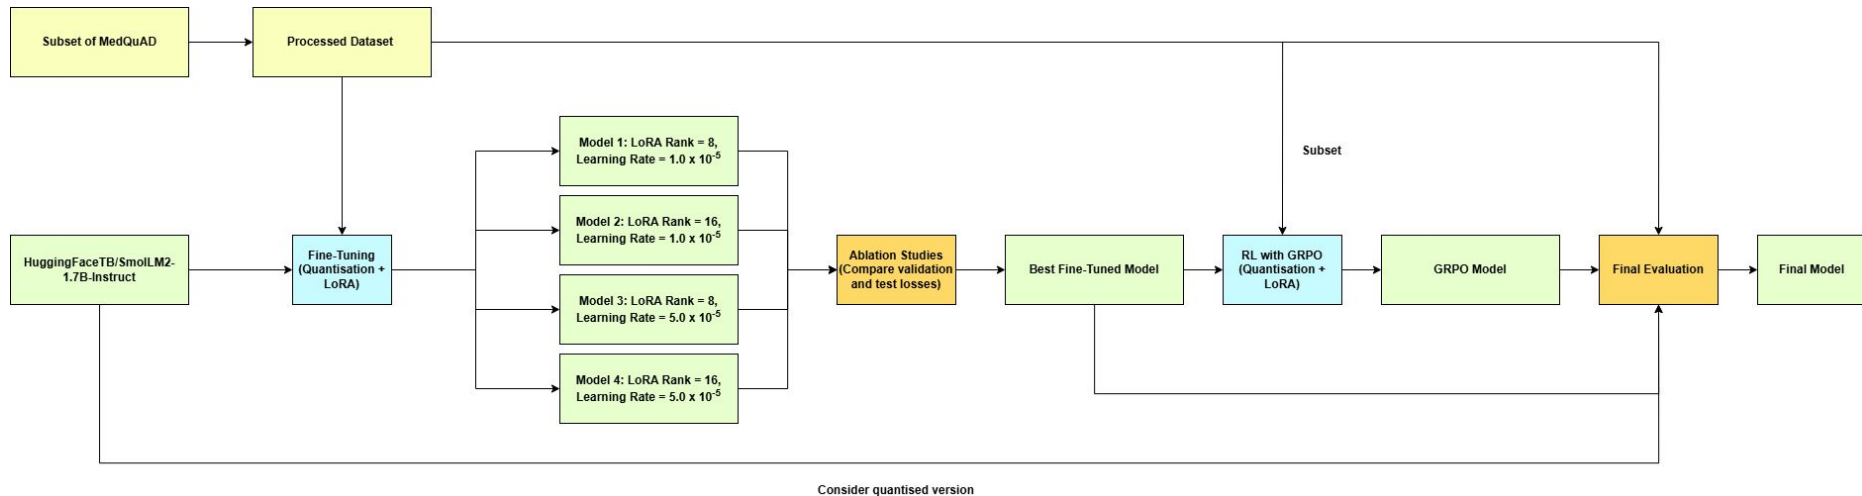 Subset of MedQuAD
Processed Dataset
Model 1: LoRA Rank = 8,
Learning Rate = 1.0 x 10⁻⁵
Subset
Model 2: LoRA Rank = 16,
Learning Rate = 1.0 x 10⁻⁵
HuggingFaceTB/SmolLM2-
1.7B-Instruct
Fine-Tuning
(Quantisation +
LoRA)
Ablation Studies
(Compare validation
and test losses)
Best Fine-Tuned Model
RL with GRPO
(Quantisation +
LoRA)
GRPO Model
Final Evaluation
Final Model
Model 3: LoRA Rank = 8,
Learning Rate = 5.0 x 10⁻⁵
Model 4: LoRA Rank = 16,
Learning Rate = 5.0 x 10⁻⁵
Consider quantised version